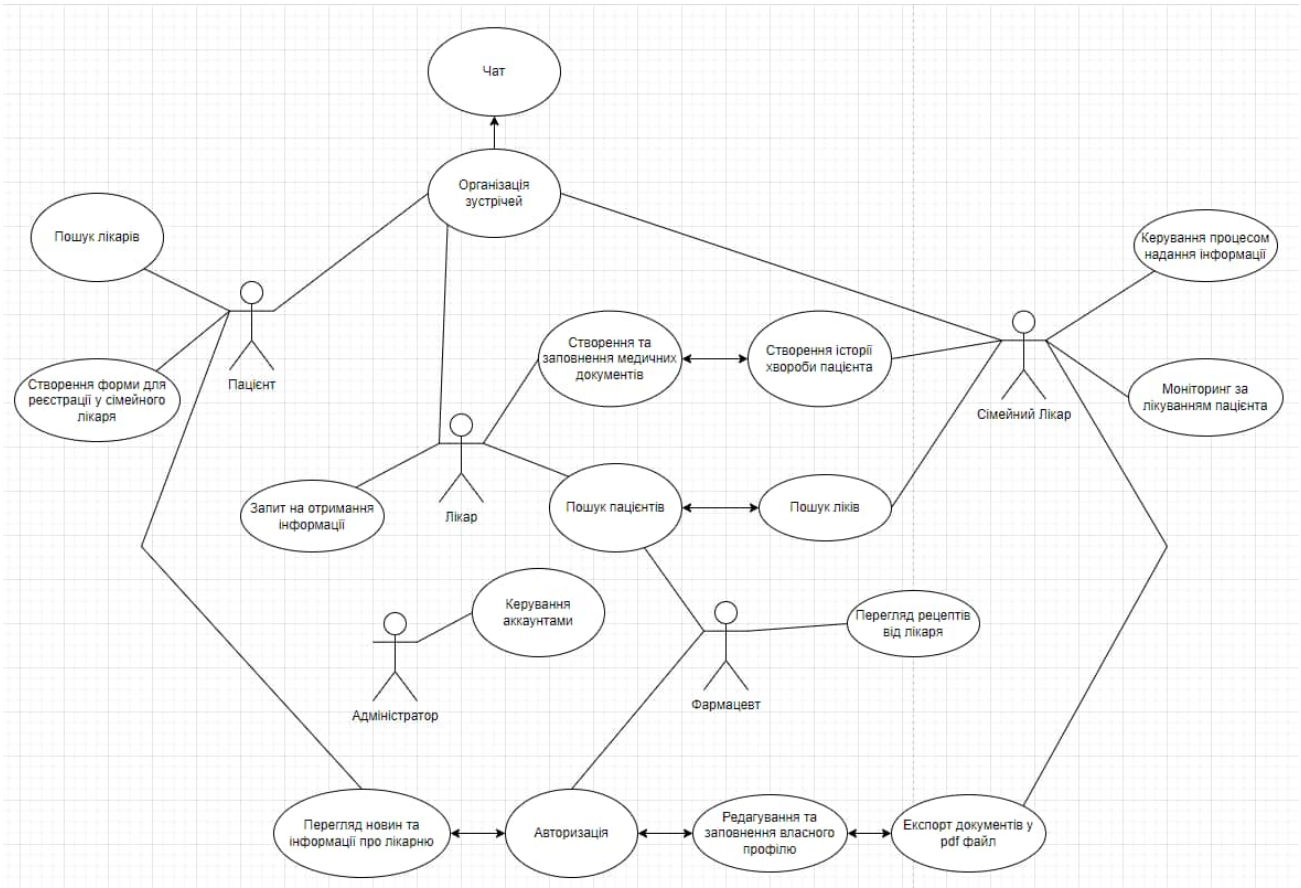 Чат
Організація
зустрічей
Пошук лікарів
Керування процесом
надання інформації
Створення та
заповнення медичних
документів
Створення історії
хвороби пацієнта
Пацієнт
Створення форми для
реєстрації у сімейного
лікаря
Моніторинг за
лікуванням пацієнта
Сімейний Лікар
Запит на отримання
інформації
Лікар
Пошук пацієнтів
Пошук ліків
Керування
аккаунтами
Перегляд рецептів
від лікаря
Адміністратор
Фармацевт
Перегляд новин та
інформації про лікарню
Авторизація
Редагування та
заповнення власного
профілю
Експорт документів у
pdf файл